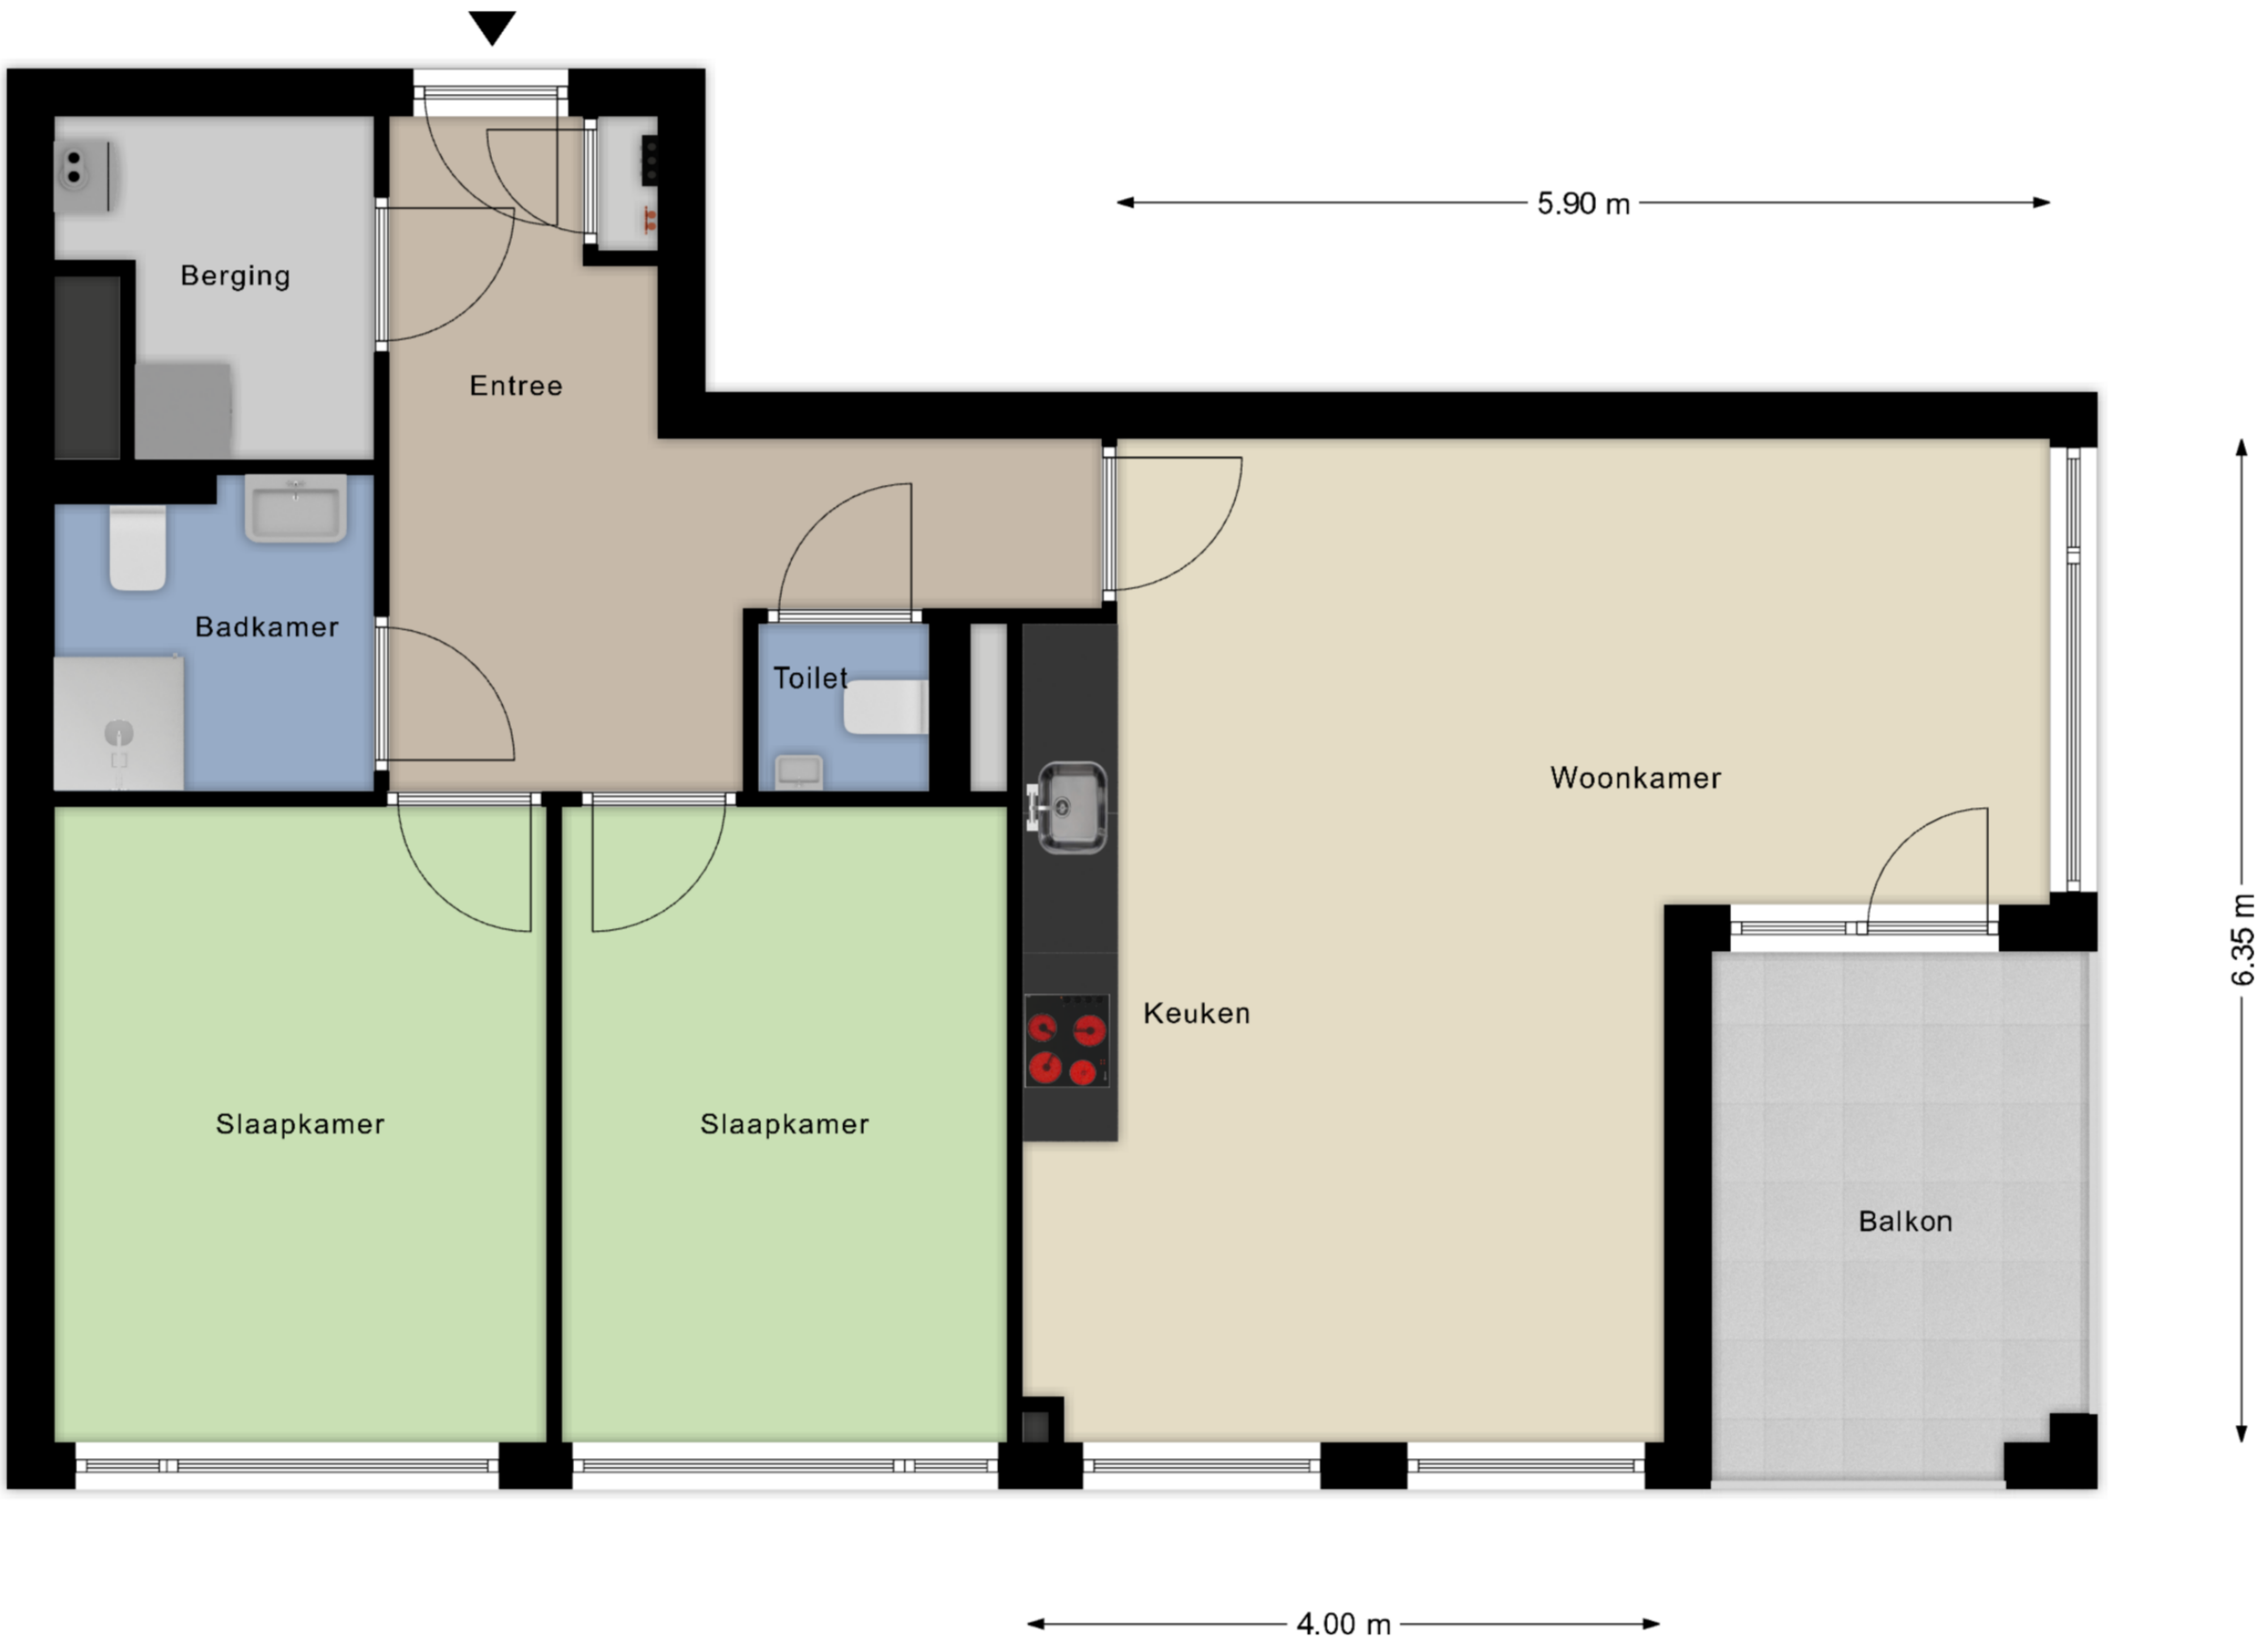 5.90 m
Berging
Entree
Badkamer
Toilet
Woonkamer
6.35 m
Keuken
Slaapkamer
Slaapkamer
Balkon
4.00 m